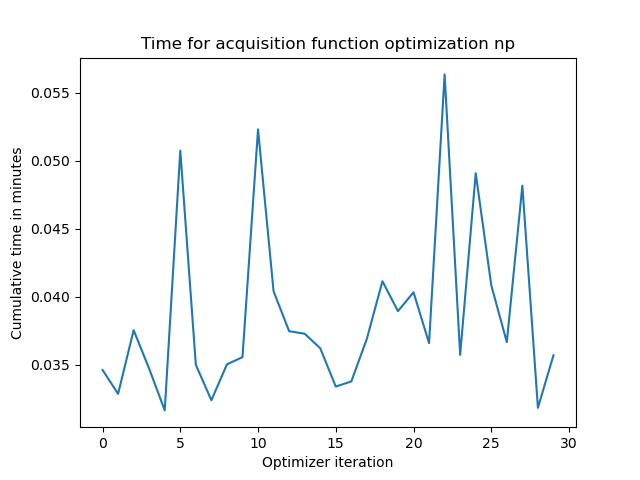 Time for acquisition function optimization np
0.055
0.050
0.045
0.040
0.035
Cumulative time in minutes
0 5 10 15 20 25 30
Optimizer iteration